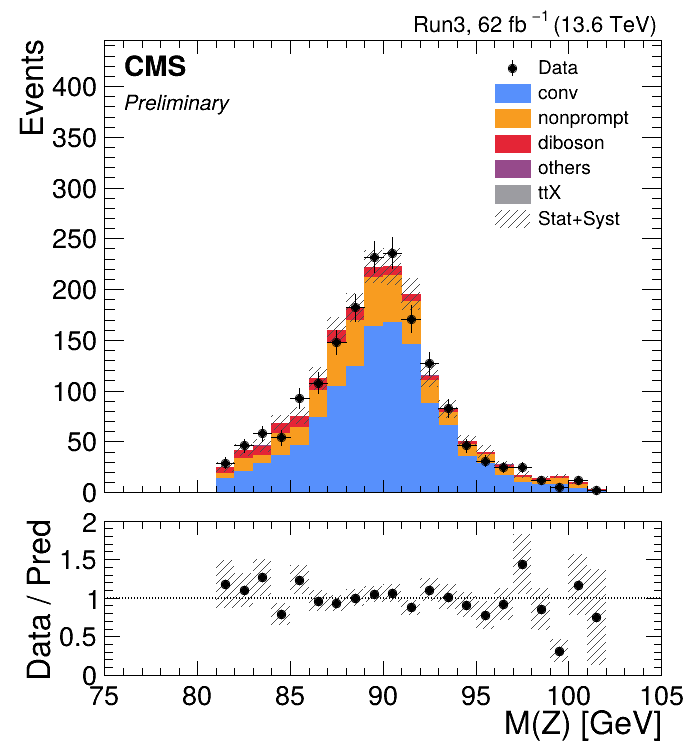 Run3, 62 fb⁻¹ (13.6 TeV)
CMS
Preliminary
Events
400
350
300
250
200
150
100
50
0
Data
conv
nonprompt
diboson
others
ttX
Stat+Syst
Data / Pred
2
1.5
1
0.5
0
75 80 85 90 95 100 105
M(Z) [GeV]